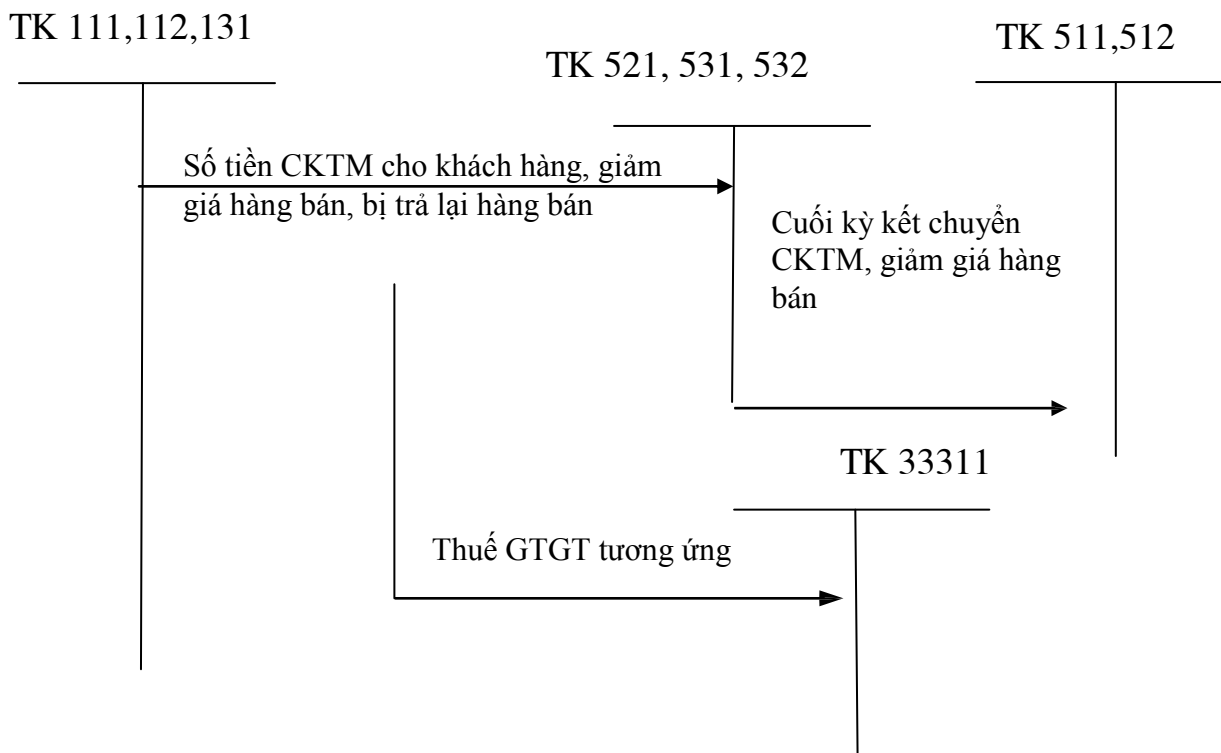 TK 111,112,131
TK 521, 531, 532
TK 511,512
Số tiền CKTM cho khách hàng, giảm
giá hàng bán, bị trả lại hàng bán
Cuối kỳ kết chuyển
CKTM, giảm giá hàng
bán
TK 33311
Thuế GTGT tương ứng